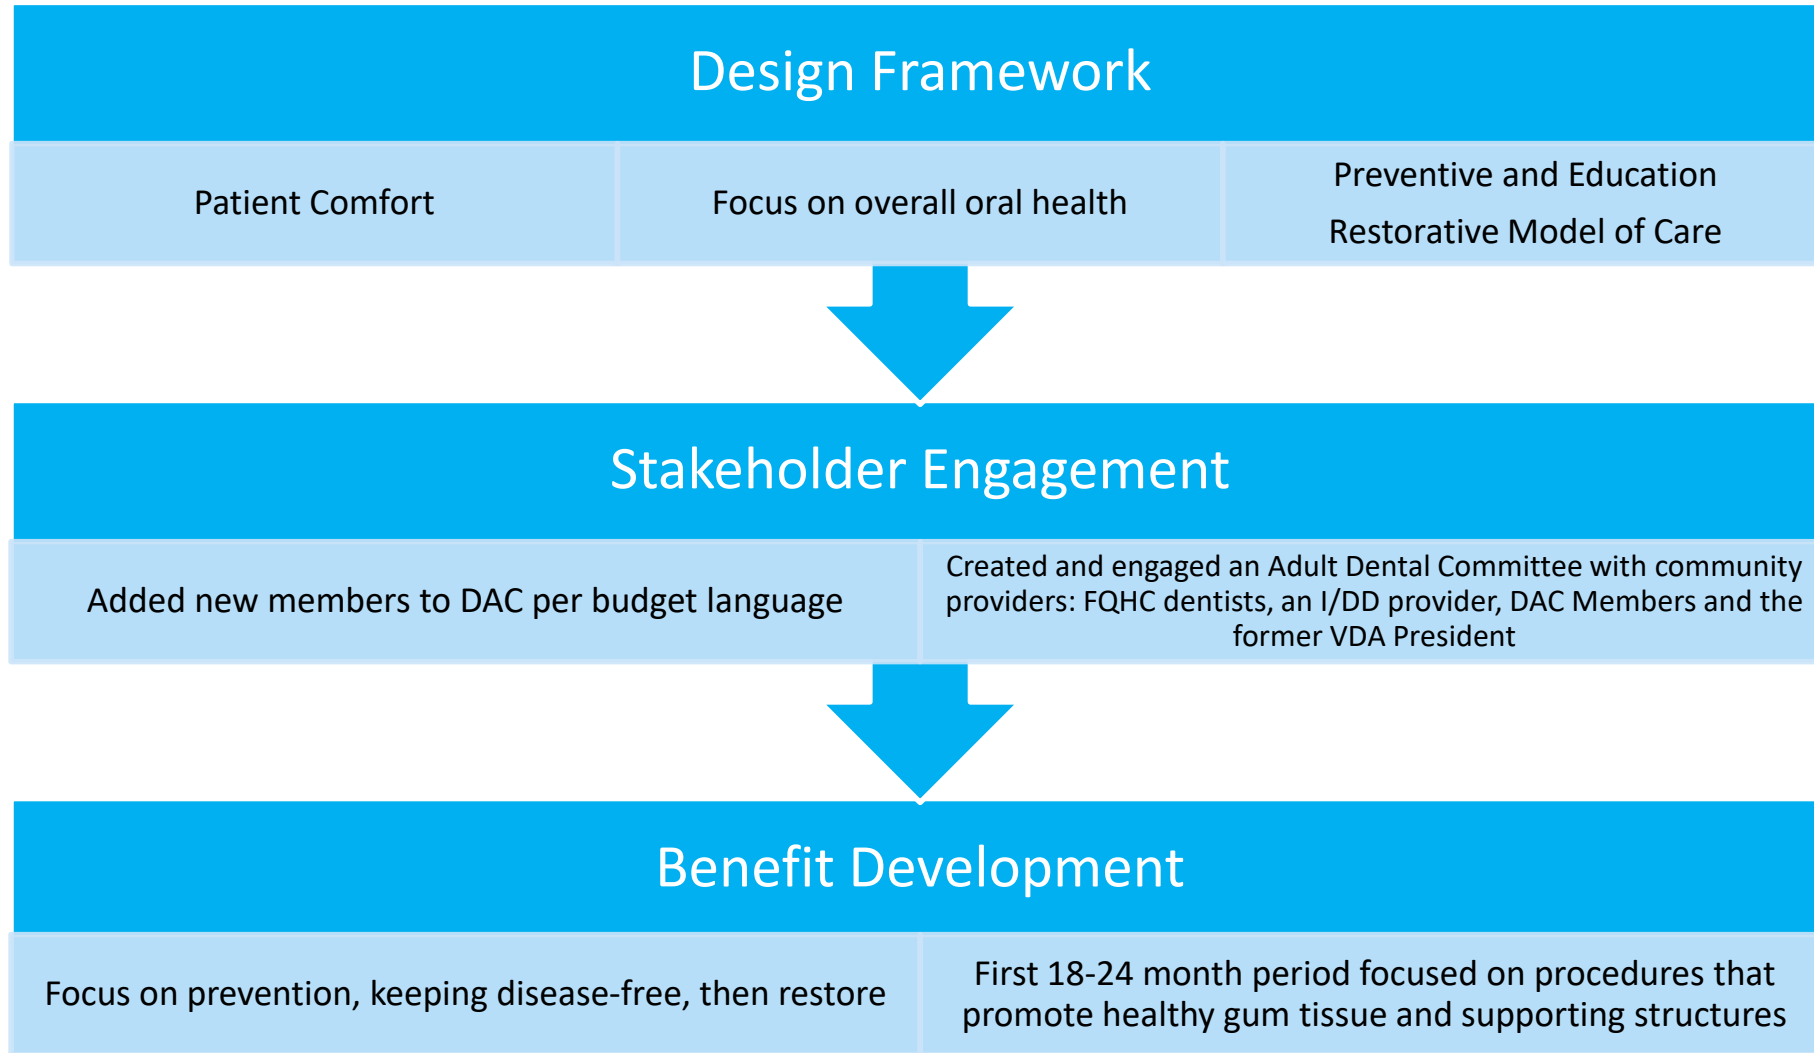 Design Framework
Patient Comfort
Focus on overall oral health
Preventive and Education
Restorative Model of Care
Stakeholder Engagement
Added new members to DAC per budget language
Created and engaged an Adult Dental Committee with community
providers: FQHC dentists, an I/DD provider, DAC Members and the
former VDA President
Benefit Development
Focus on prevention, keeping disease-free, then restore
First 18-24 month period focused on procedures that
promote healthy gum tissue and supporting structures